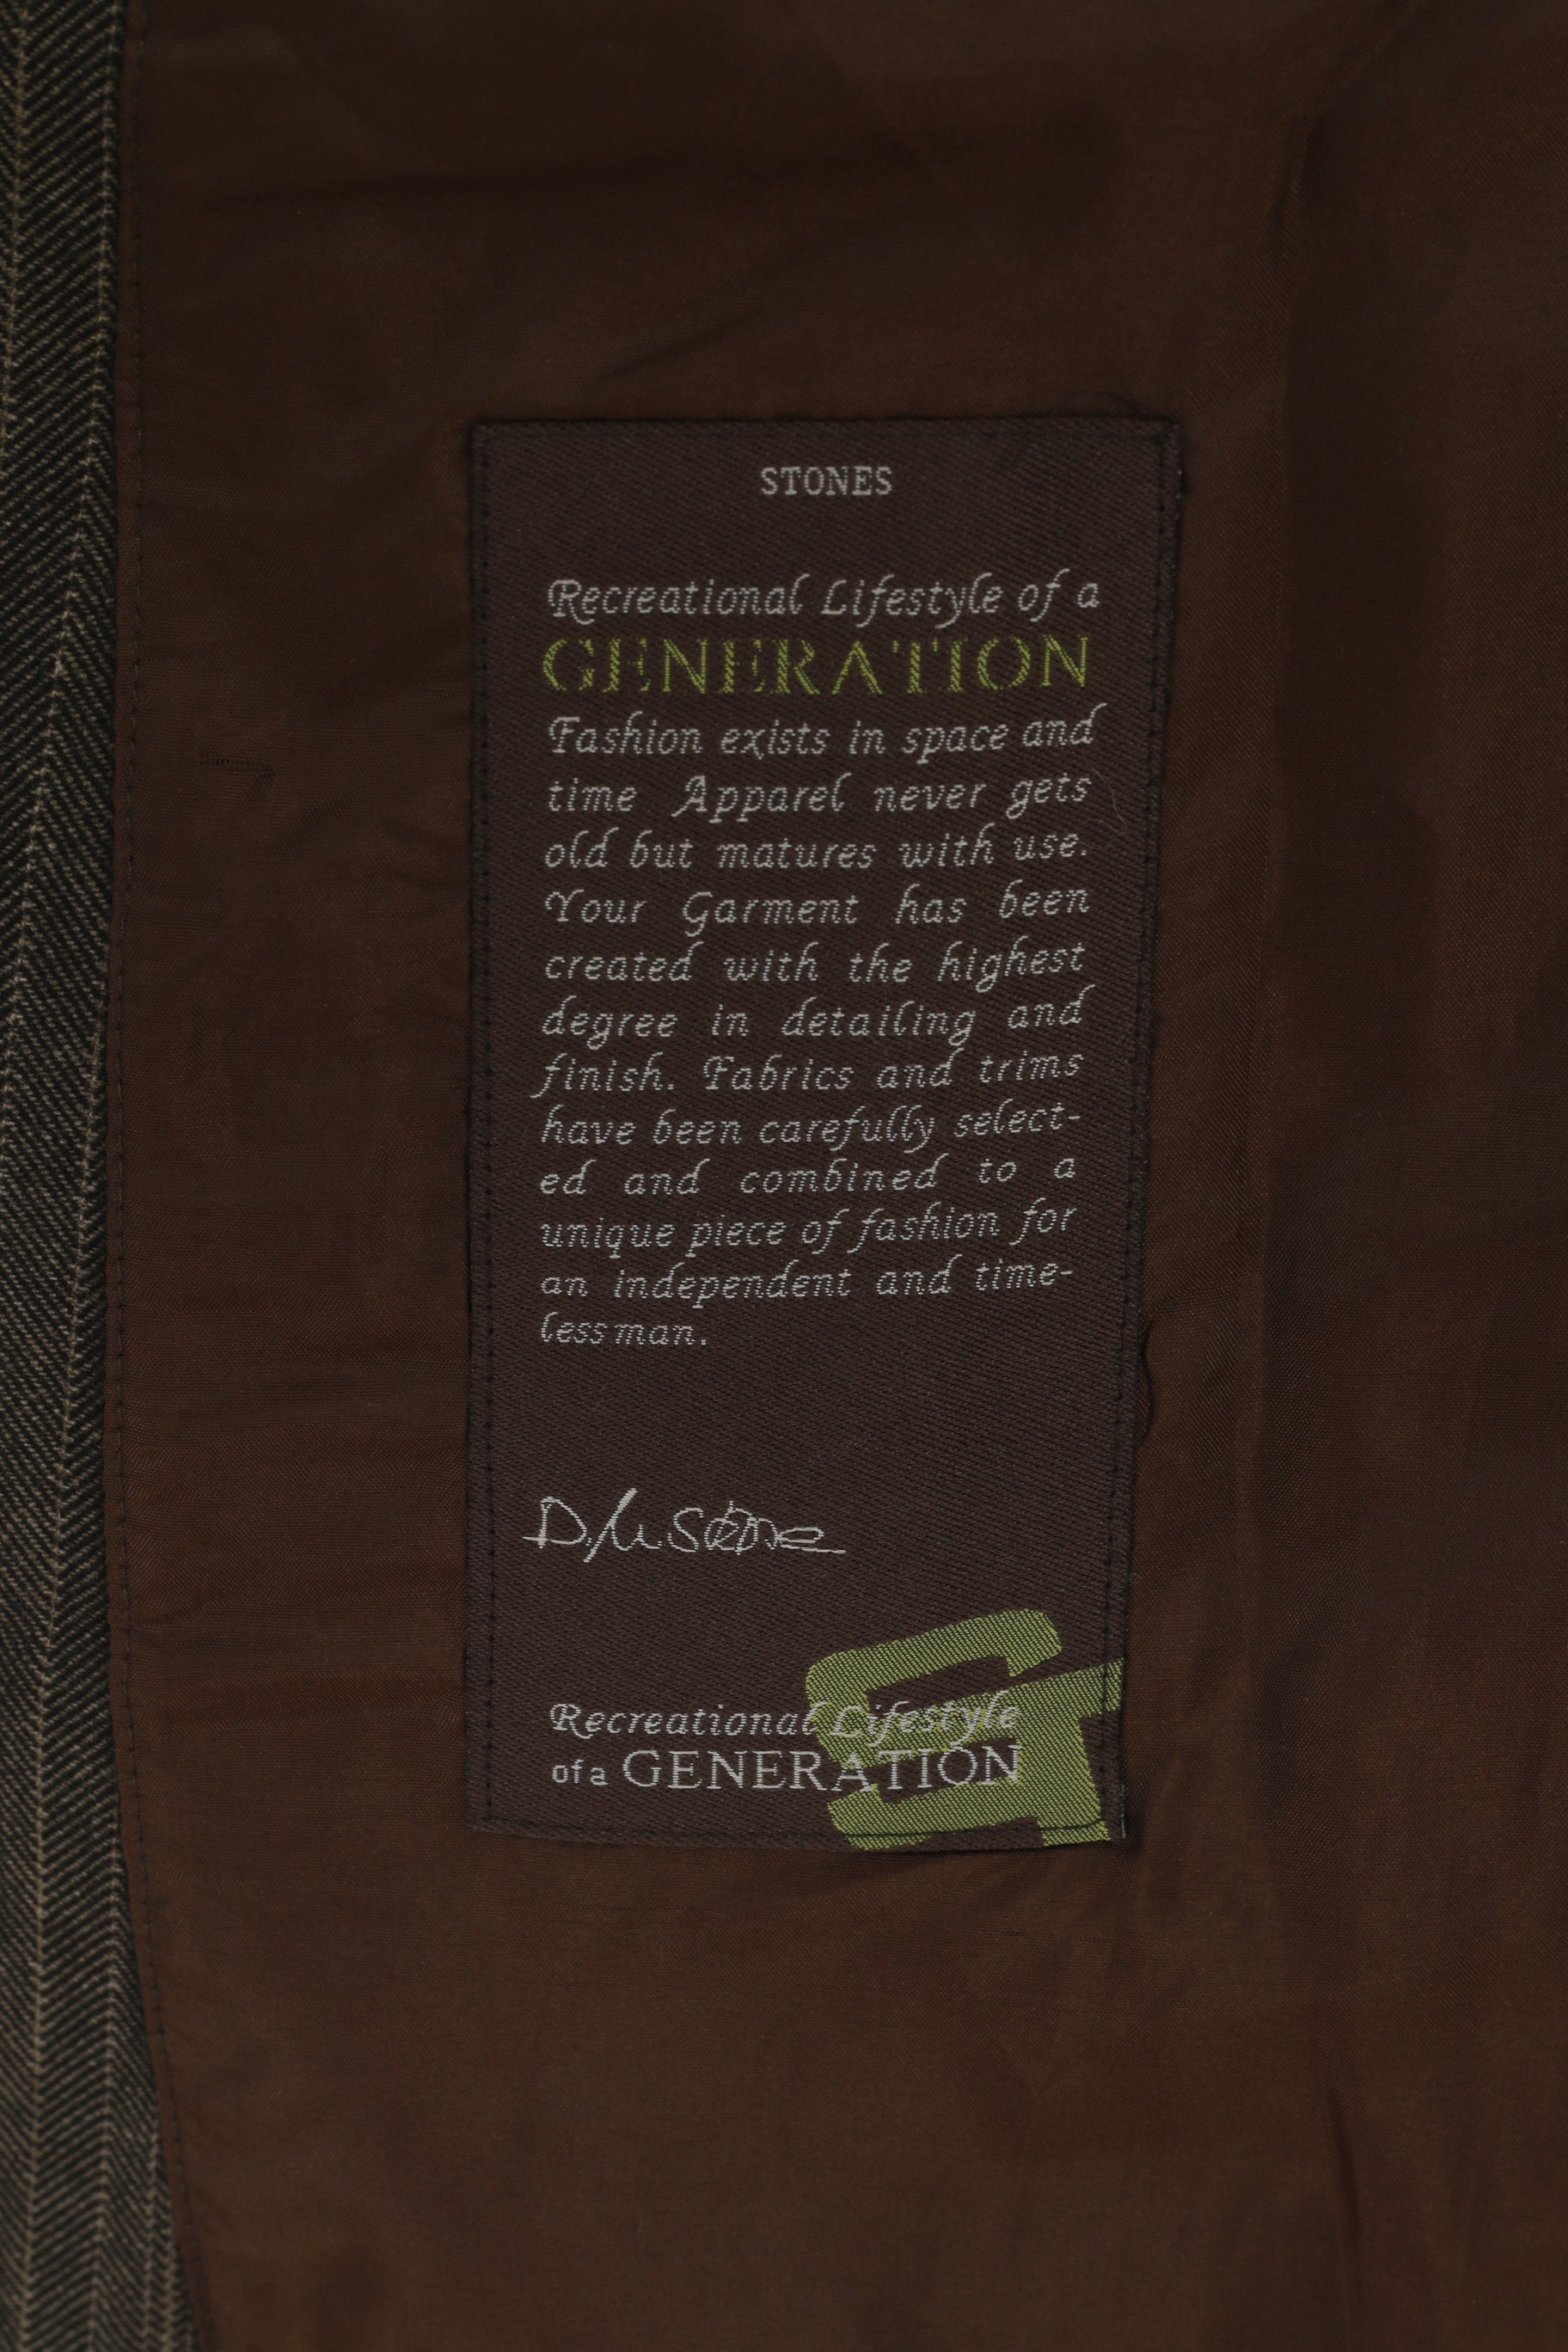 STONES
Recreational Lifestyle of a
GENERATION
Fashion exists in space and
time Apparel never gets
old but matures with use.
Your Garment has been
created with the highest
degree in detailing and
finish. Fabrics and trims
have been carefully select-
ed and combined to a
unique piece of fashion for
an independent and time-
less man.
Recreational Lifestyle
of a GENERATION